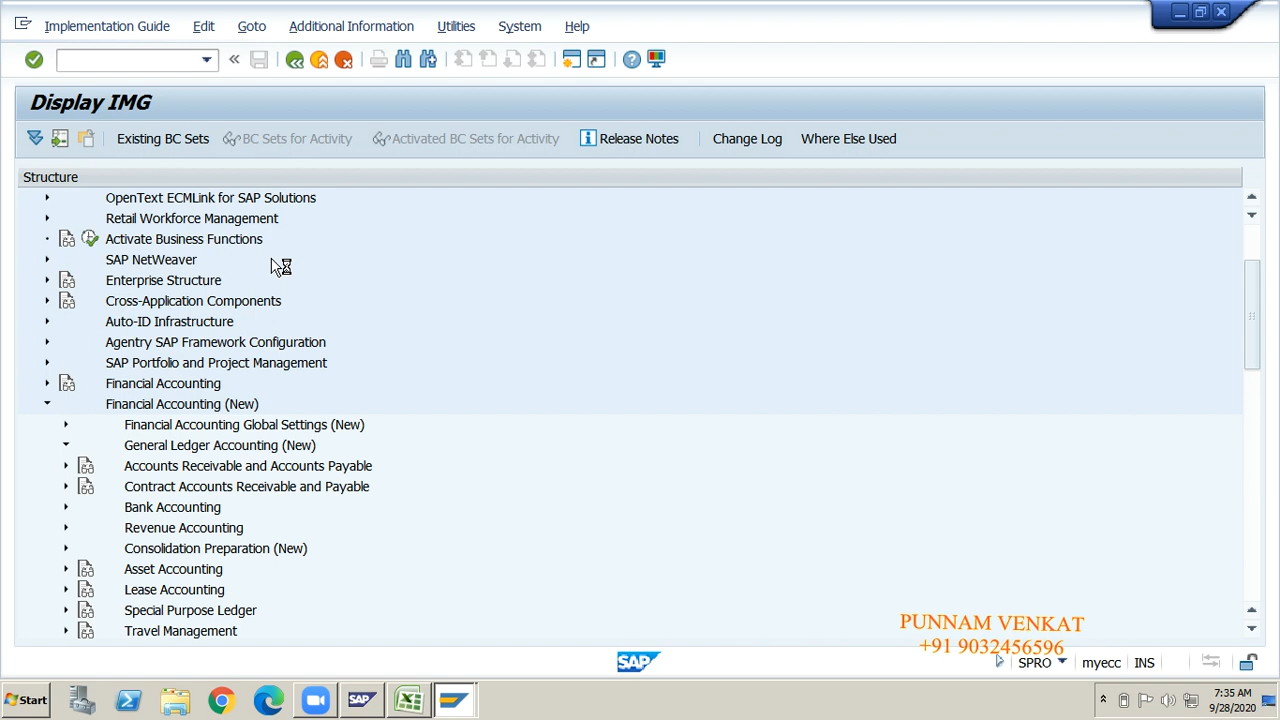 Implementation Guide Edit Goto Additional Information Utilities System Help
Display IMG
Existing BC Sets BC Sets for Activity Activated BC Sets for Activity Release Notes Change Log Where Else Used
Structure
OpenText ECMLink for SAP Solutions
Retail Workforce Management
Activate Business Functions
SAP NetWeaver
Enterprise Structure
Cross-Application Components
Auto-ID Infrastructure
Agentry SAP Framework Configuration
SAP Portfolio and Project Management
Financial Accounting
Financial Accounting (New)
Financial Accounting Global Settings (New)
General Ledger Accounting (New)
Accounts Receivable and Accounts Payable
Contract Accounts Receivable and Payable
Bank Accounting
Revenue Accounting
Consolidation Preparation (New)
Asset Accounting
Lease Accounting
Special Purpose Ledger
Travel Management
PUNNAM VENKAT
+91 9032456596
SAP SPRO myecc INS
Start SAP 7:35 AM
9/28/2020